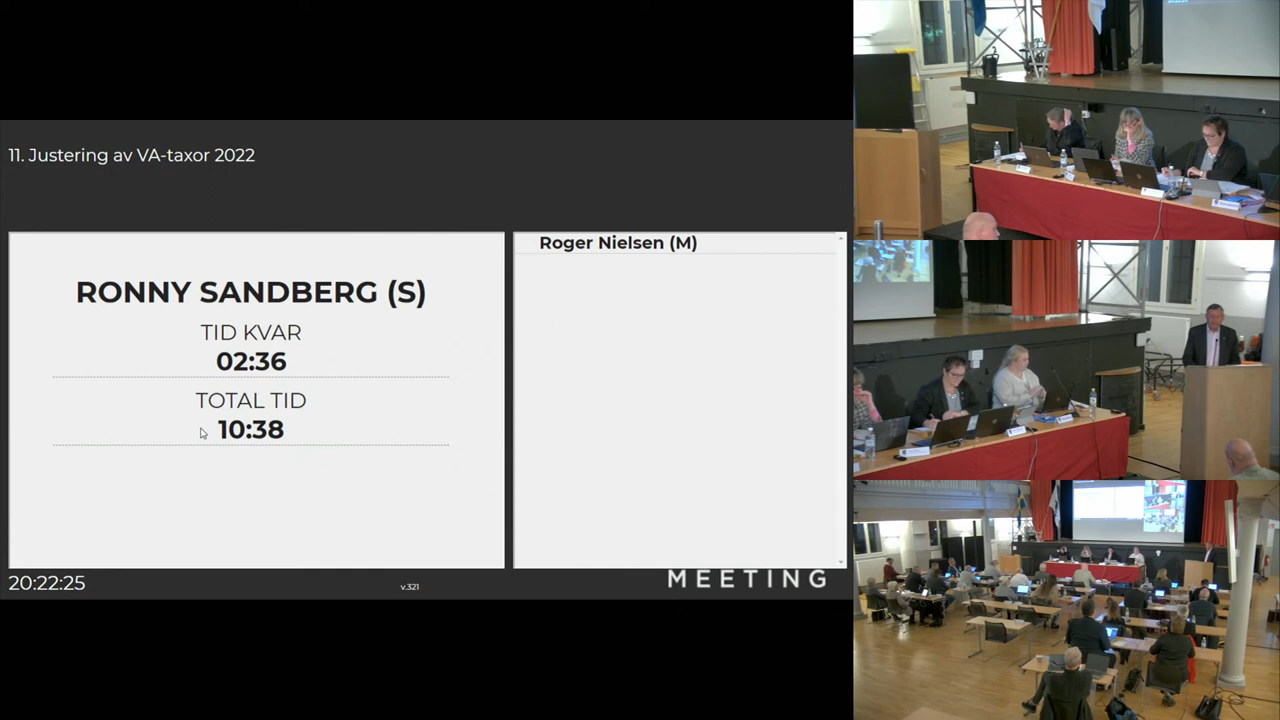 11. Justering av VA-taxor 2022
RONNY SANDBERG (S)
TID KVAR
02:36
TOTAL TID
10:38
Roger Nielsen (M)
20:22:25
v.321
MEETING